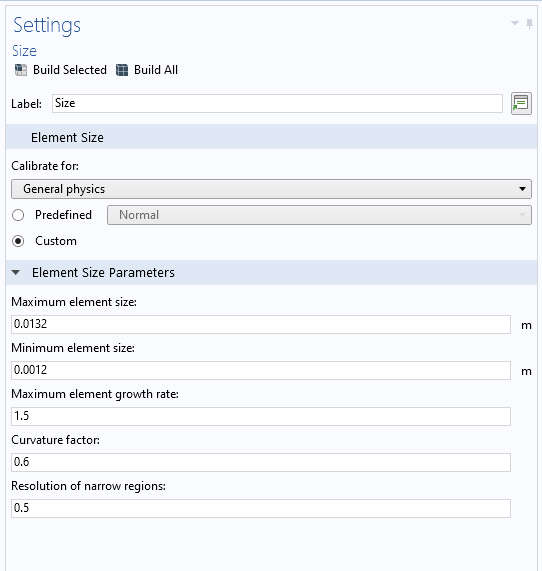 Settings
Size
Build Selected Build All
Label: Size
Element Size
Calibrate for:
General physics
Predefined Normal
Custom
Element Size Parameters
Maximum element size:
0.0132 m
Minimum element size:
0.0012 m
Maximum element growth rate:
1.5
Curvature factor:
0.6
Resolution of narrow regions:
0.5